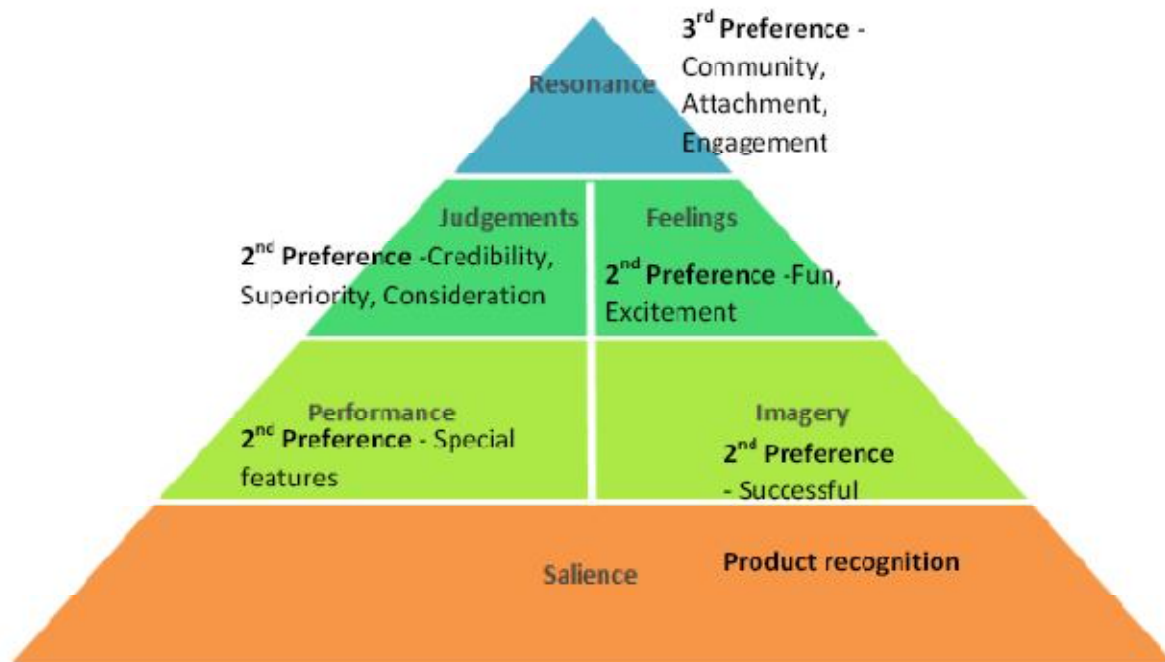 Resonance
3rd Preference -
Community,
Attachment,
Engagement
Judgements
2nd Preference -Credibility,
Superiority, Consideration
Feelings
2nd Preference -Fun,
Excitement
Performance
2nd Preference - Special
features
Imagery
2nd Preference
- Successful
Salience
Product recognition